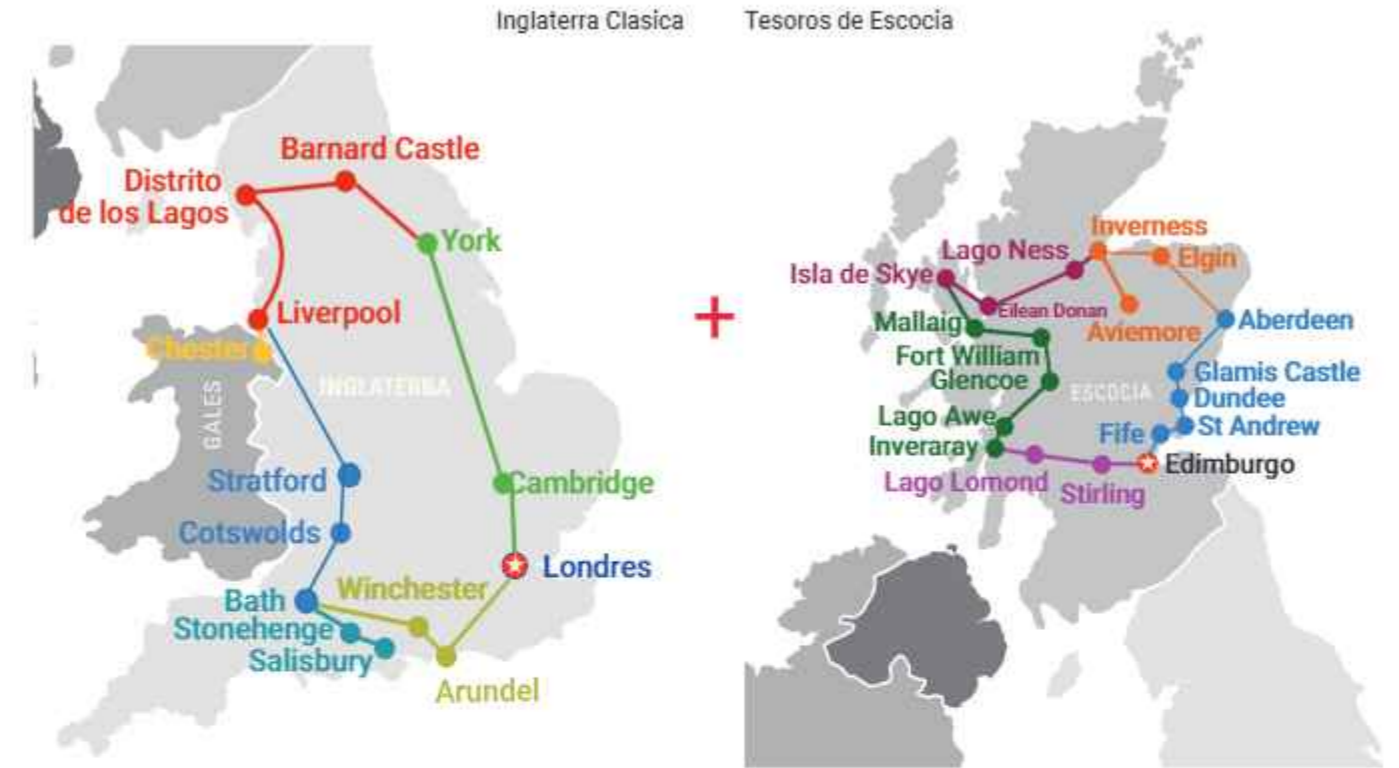 Inglaterra Clasica
Tesoros de Escocia
Barnard Castle
Distrito
de los Lagos
York
Liverpool
Chester
INGLATERRA
GALES
Stratford
Cambridge
Cotswolds
Londres
Winchester
Bath
Stonehenge
Salisbury
Arundel
+
Inverness
Lago Ness
Elgin
Isla de Skye
Eilean Donan
Mallaig
Aviemore
Aberdeen
Fort William
Glencoe
ESCOCIA
Glamis Castle
Dundee
Lago Awe
St Andrew
Fife
Inveraray
Edimburgo
Lago Lomond
Stirling